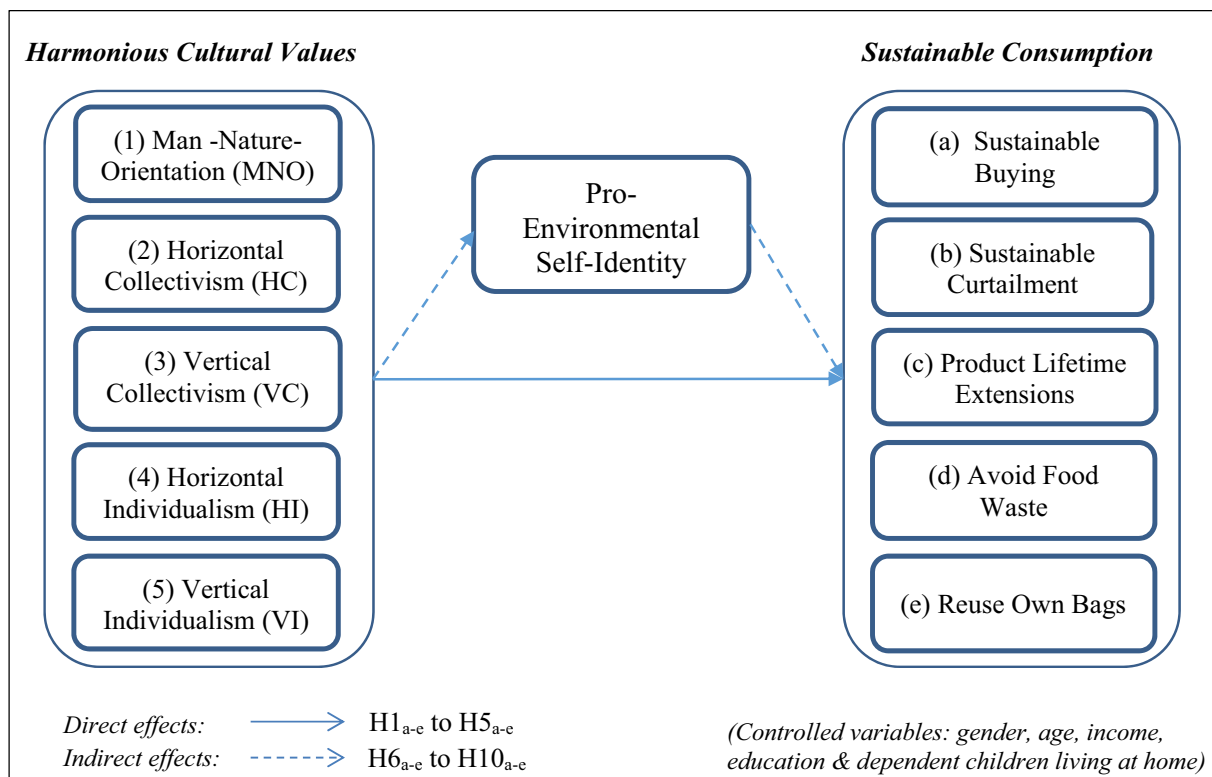 Harmonious Cultural Values
Sustainable Consumption
(1) Man -Nature-
Orientation (MNO)
(2) Horizontal
Collectivism (HC)
(3) Vertical
Collectivism (VC)
(4) Horizontal
Individualism (HI)
(5) Vertical
Individualism (VI)
Pro-
Environmental
Self-Identity
(a) Sustainable
Buying
(b) Sustainable
Curtailment
(c) Product Lifetime
Extensions
(d) Avoid Food
Waste
(e) Reuse Own Bags
Direct effects: H1a-e to H5a-e
Indirect effects: H6a-e to H10a-e
(Controlled variables: gender, age, income,
education & dependent children living at home)